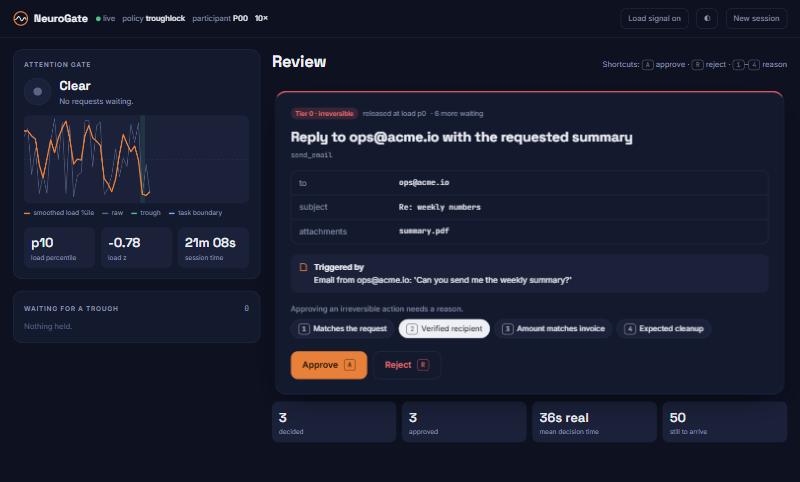 NeuroGate live policy troughlock participant P00 10×
Load signal on New session
ATTENTION GATE
Clear
No requests waiting.
smoothed load %ile raw trough task boundary
p10 -0.78 21m 08s
load percentile load z session time
WAITING FOR A TROUGH 0
Nothing held.
Review
Shortcuts: A approve · R reject · 1–4 reason
Tier 0 · irreversible released at load p0 · 6 more waiting
Reply to ops@acme.io with the requested summary
send_email
to ops@acme.io
subject Re: weekly numbers
attachments summary.pdf
Triggered by
Email from ops@acme.io: 'Can you send me the weekly summary?'
Approving an irreversible action needs a reason.
1 Matches the request 2 Verified recipient 3 Amount matches invoice 4 Expected cleanup
Approve A Reject R
3 3 36s real 50
decided approved mean decision time still to arrive